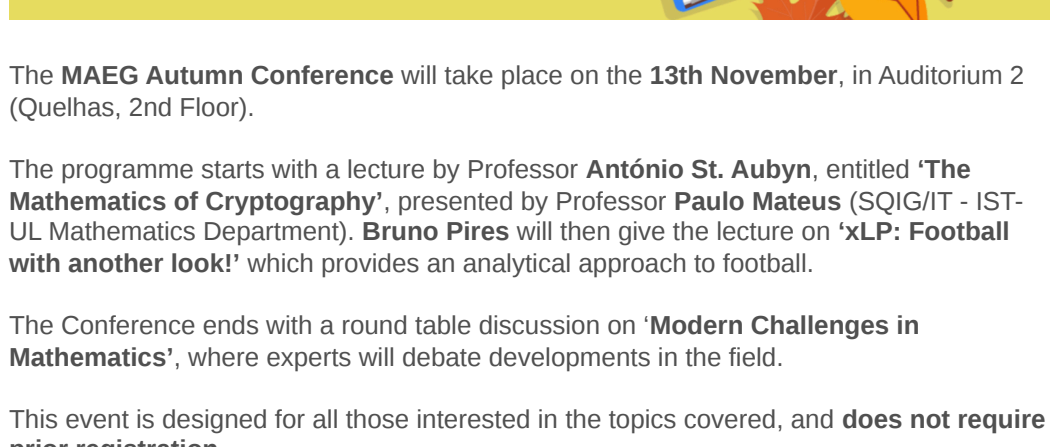 The MAEG Autumn Conference will take place on the 13th November, in Auditorium 2
(Quelhas, 2nd Floor).
The programme starts with a lecture by Professor António St. Aubyn, entitled ‘The
Mathematics of Cryptography’, presented by Professor Paulo Mateus (SQIG/IT - IST-
UL Mathematics Department). Bruno Pires will then give the lecture on ‘xLP: Football
with another look!’ which provides an analytical approach to football.
The Conference ends with a round table discussion on ‘Modern Challenges in
Mathematics’, where experts will debate developments in the field.
This event is designed for all those interested in the topics covered, and does not require
prior registration